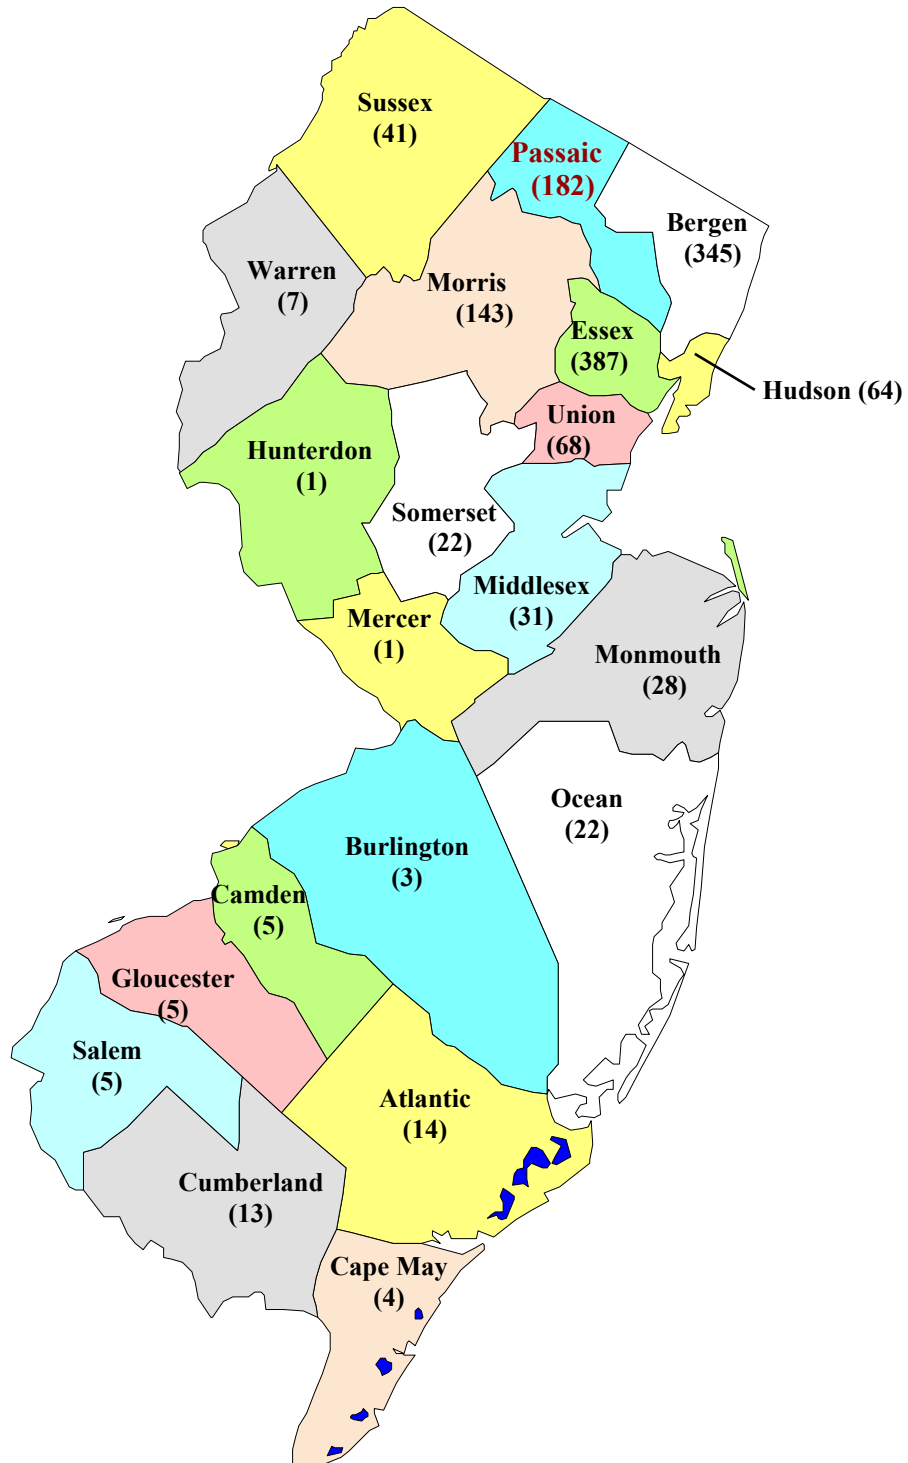 Sussex
(41)
Passaic
(182)
Bergen
(345)
Warren
(7)
Morris
(143)
Essex
(387)
Hudson (64)
Union
(68)
Hunterdon
(1)
Somerset
(22)
Middlesex
(31)
Mercer
(1)
Monmouth
(28)
Ocean
(22)
Burlington
(3)
Camden
(5)
Gloucester
(5)
Salem
(5)
Atlantic
(14)
Cumberland
(13)
Cape May
(4)